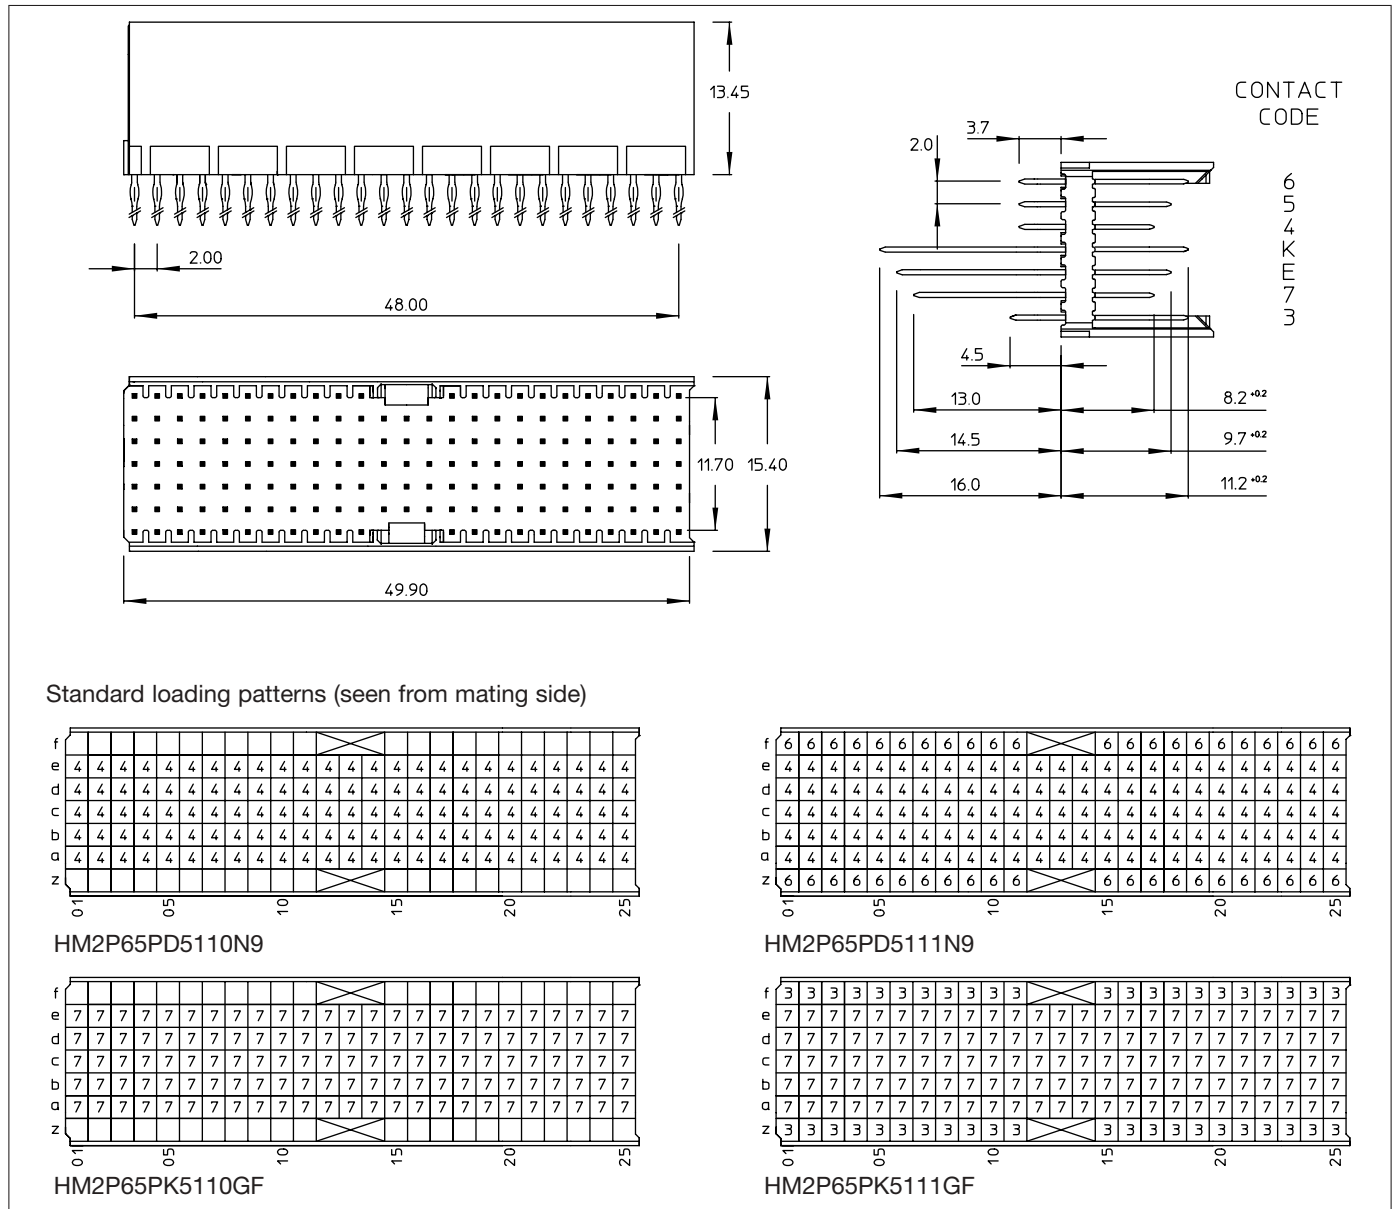 13.45
2.00
48.00
11.70
15.40
49.90
CONTACT
CODE
3.7
2.0
6
5
4
K
E
7
3
4.5
13.0
8.2 +0.2
14.5
9.7 +0.2
16.0
11.2 +0.2
Standard loading patterns (seen from mating side)
f
e 4 4 4 4 4 4 4 4 4 4 4 4 4 4 4 4 4 4 4 4 4 4 4 4 4
d 4 4 4 4 4 4 4 4 4 4 4 4 4 4 4 4 4 4 4 4 4 4 4 4 4
c 4 4 4 4 4 4 4 4 4 4 4 4 4 4 4 4 4 4 4 4 4 4 4 4 4
b 4 4 4 4 4 4 4 4 4 4 4 4 4 4 4 4 4 4 4 4 4 4 4 4 4
a 4 4 4 4 4 4 4 4 4 4 4 4 4 4 4 4 4 4 4 4 4 4 4 4 4
z
01 05 10 15 20 25
HM2P65PD5110N9
f 6 6 6 6 6 6 6 6 6 6 6 6 6 6 6 6 6 6 6 6 6 6
e 4 4 4 4 4 4 4 4 4 4 4 4 4 4 4 4 4 4 4 4 4 4 4 4 4
d 4 4 4 4 4 4 4 4 4 4 4 4 4 4 4 4 4 4 4 4 4 4 4 4 4
c 4 4 4 4 4 4 4 4 4 4 4 4 4 4 4 4 4 4 4 4 4 4 4 4 4
b 4 4 4 4 4 4 4 4 4 4 4 4 4 4 4 4 4 4 4 4 4 4 4 4 4
a 4 4 4 4 4 4 4 4 4 4 4 4 4 4 4 4 4 4 4 4 4 4 4 4 4
z 6 6 6 6 6 6 6 6 6 6 6 6 6 6 6 6 6 6 6 6 6 6
01 05 10 15 20 25
HM2P65PD5111N9
f
e 7 7 7 7 7 7 7 7 7 7 7 7 7 7 7 7 7 7 7 7 7 7 7 7 7
d 7 7 7 7 7 7 7 7 7 7 7 7 7 7 7 7 7 7 7 7 7 7 7 7 7
c 7 7 7 7 7 7 7 7 7 7 7 7 7 7 7 7 7 7 7 7 7 7 7 7 7
b 7 7 7 7 7 7 7 7 7 7 7 7 7 7 7 7 7 7 7 7 7 7 7 7 7
a 7 7 7 7 7 7 7 7 7 7 7 7 7 7 7 7 7 7 7 7 7 7 7 7 7
z
01 05 10 15 20 25
HM2P65PK5110GF
f 3 3 3 3 3 3 3 3 3 3 3 3 3 3 3 3 3 3 3 3 3 3
e 7 7 7 7 7 7 7 7 7 7 7 7 7 7 7 7 7 7 7 7 7 7 7 7 7
d 7 7 7 7 7 7 7 7 7 7 7 7 7 7 7 7 7 7 7 7 7 7 7 7 7
c 7 7 7 7 7 7 7 7 7 7 7 7 7 7 7 7 7 7 7 7 7 7 7 7 7
b 7 7 7 7 7 7 7 7 7 7 7 7 7 7 7 7 7 7 7 7 7 7 7 7 7
a 7 7 7 7 7 7 7 7 7 7 7 7 7 7 7 7 7 7 7 7 7 7 7 7 7
z 3 3 3 3 3 3 3 3 3 3 3 3 3 3 3 3 3 3 3 3 3 3
01 05 10 15 20 25
HM2P65PK5111GF